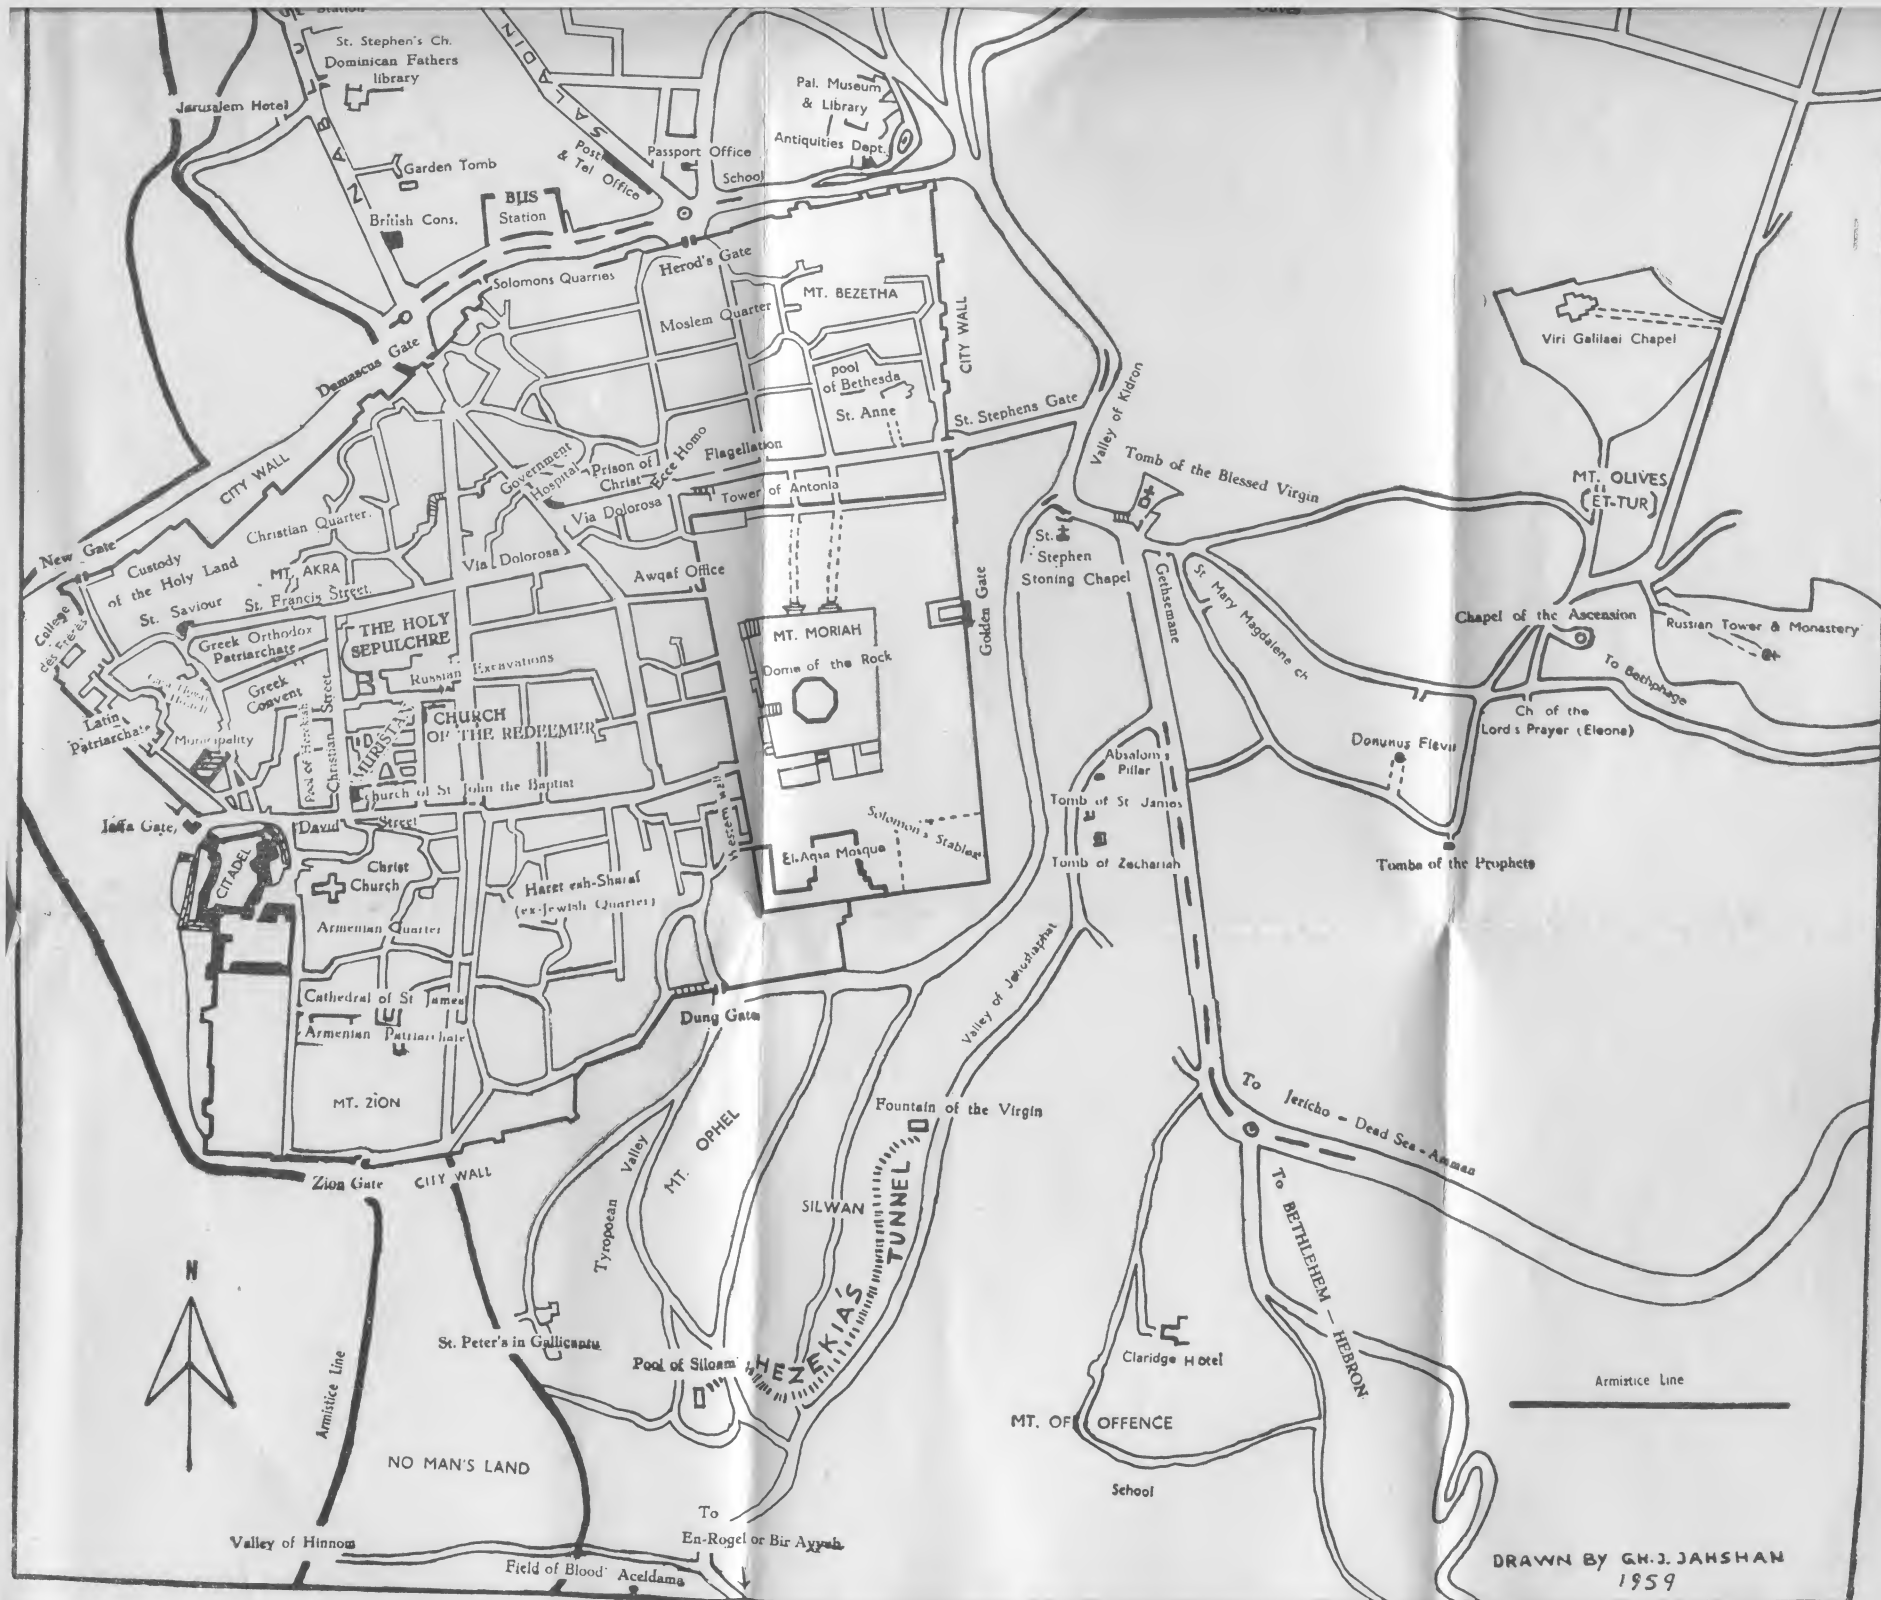 Station
St. Stephen's Ch.
Dominican Fathers
library
Jerusalem Hotel
NABL
SALADIN
Garden Tomb
British Cons.
BUS
Station
Post
& Tel Office
Passport Office
School
Pal. Museum
& Library
Antiquities Dept.
Solomons Quarries
Herod's Gate
Moslem Quarter
MT. BEZETHA
CITY WALL
Damascus Gate
pool
of Bethesda
St. Anne
St. Stephens Gate
Valley of Kidron
Viri Galilaei Chapel
MT. OLIVES
(ET-TUR)
CITY WALL
New Gate
Christian Quarter.
Government
Hospital
Prison of
Christ
Ecce Homo
Flagellation
Tower of Antonia
Via Dolorosa
Via Dolorosa
Awqaf Office
Tomb of the Blessed Virgin
St.
Stephen
Stoning Chapel
Gethsemane
St Mary Magdalene ch
Custody
of the Holy Land
MT. AKRA
St. Francis Street.
St. Saviour
College
des Freres
Greek Orthodox
Patriarchate
THE HOLY
SEPULCHRE
Russian Excavations
Greek
Convent
Latin
Patriarchate
Municipality
Pool of Hezekiah
Christian Street
MURISTAN
CHURCH
OF THE REDEEMER
Church of St John the Baptist
MT. MORIAH
Dome of the Rock
Golden Gate
Chapel of the Ascension
Russian Tower & Monastery
To Bethphage
Ch of the
Lord's Prayer (Eleona)
Dominus Flevit
Tombs of the Prophets
Absalom's
Pillar
Tomb of St James
Tomb of Zechariah
Jaffa Gate,
David Street
CITADEL
Christ
Church
Armenian Quarter
Haret esh-Sharaf
(ex-Jewish Quarter)
El-Aqsa Mosque
Solomon's Stables
Cathedral of St James
Armenian Patriarchate
Dung Gate
Valley of Jehoshaphat
MT. ZION
Zion Gate
CITY WALL
Tyropoean Valley
MT. OPHEL
SILWAN
Fountain of the Virgin
HEZEKIA'S TUNNEL
To Jericho - Dead Sea - Amman
To BETHLEHEM — HEBRON
N
Armistice Line
St. Peter's in Gallicantu
Pool of Siloam
Claridge Hotel
MT. OF OFFENCE
School
Armistice Line
NO MAN'S LAND
Valley of Hinnom
To
En-Rogel or Bir Ayyub
Field of Blood Aceldama
DRAWN BY GH.J. JAHSHAN
1959